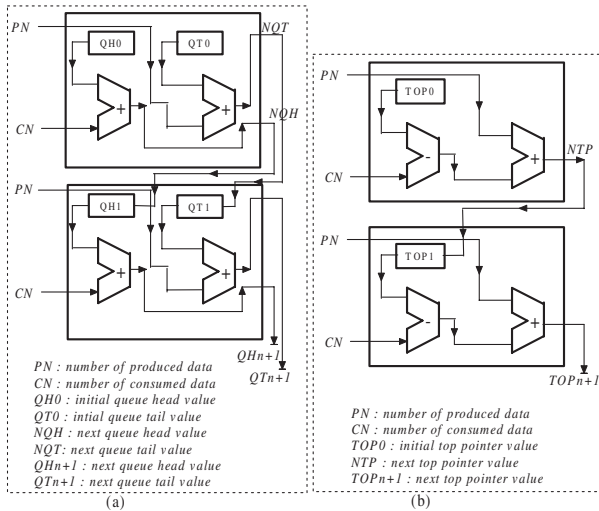 PN
QH0
QT0
NQT
+
+
NQH
CN
PN
QH1
QT1
+
+
CN
QHn+1
QTn+1
PN : number of produced data
CN : number of consumed data
QH0 : initial queue head value
QT0 : intial queue tail value
NQH : next queue head value
NQT: next queue tail value
QHn+1 : next queue head value
QTn+1 : next queue tail value
(a)
PN
TOP0
-
+
NTP
CN
PN
TOP1
-
+
CN
TOPn+1
PN : number of produced data
CN : number of consumed data
TOP0 : initial top pointer value
NTP : next top pointer value
TOPn+1 : next top pointer value
(b)